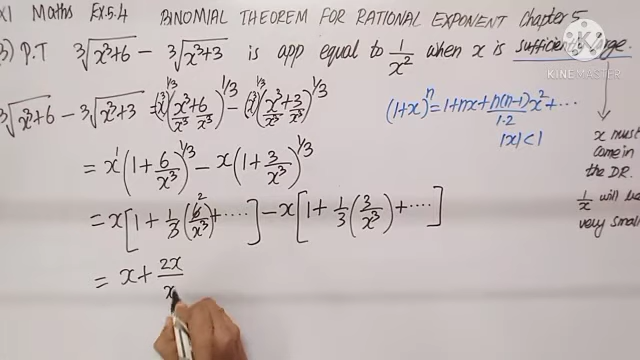 XI Maths EX.5.4 BINOMIAL THEOREM FOR RATIONAL EXPONENT Chapter 5
3) P.T ∛(x³+6) − ∛(x³+3) is app equal to 1/x² when x is sufficiently large.
KINEMASTER
∛(x³+6) − ∛(x³+3) = (x³)^1/3 (x³/x³ + 6/x³)^1/3 − (x³)^1/3 (x³/x³ + 3/x³)^1/3
(1+x)^n = 1+nx+ n(n-1)/1·2 x² + ...
|x|<1
x must come in the DR.
1/x will be very small
= x¹(1+ 6/x³)^1/3 − x(1+ 3/x³)^1/3
= x[1+ 1/3 (6/x³) + ....] − x[1+ 1/3 (3/x³) + ....]
2
= x + 2x/x